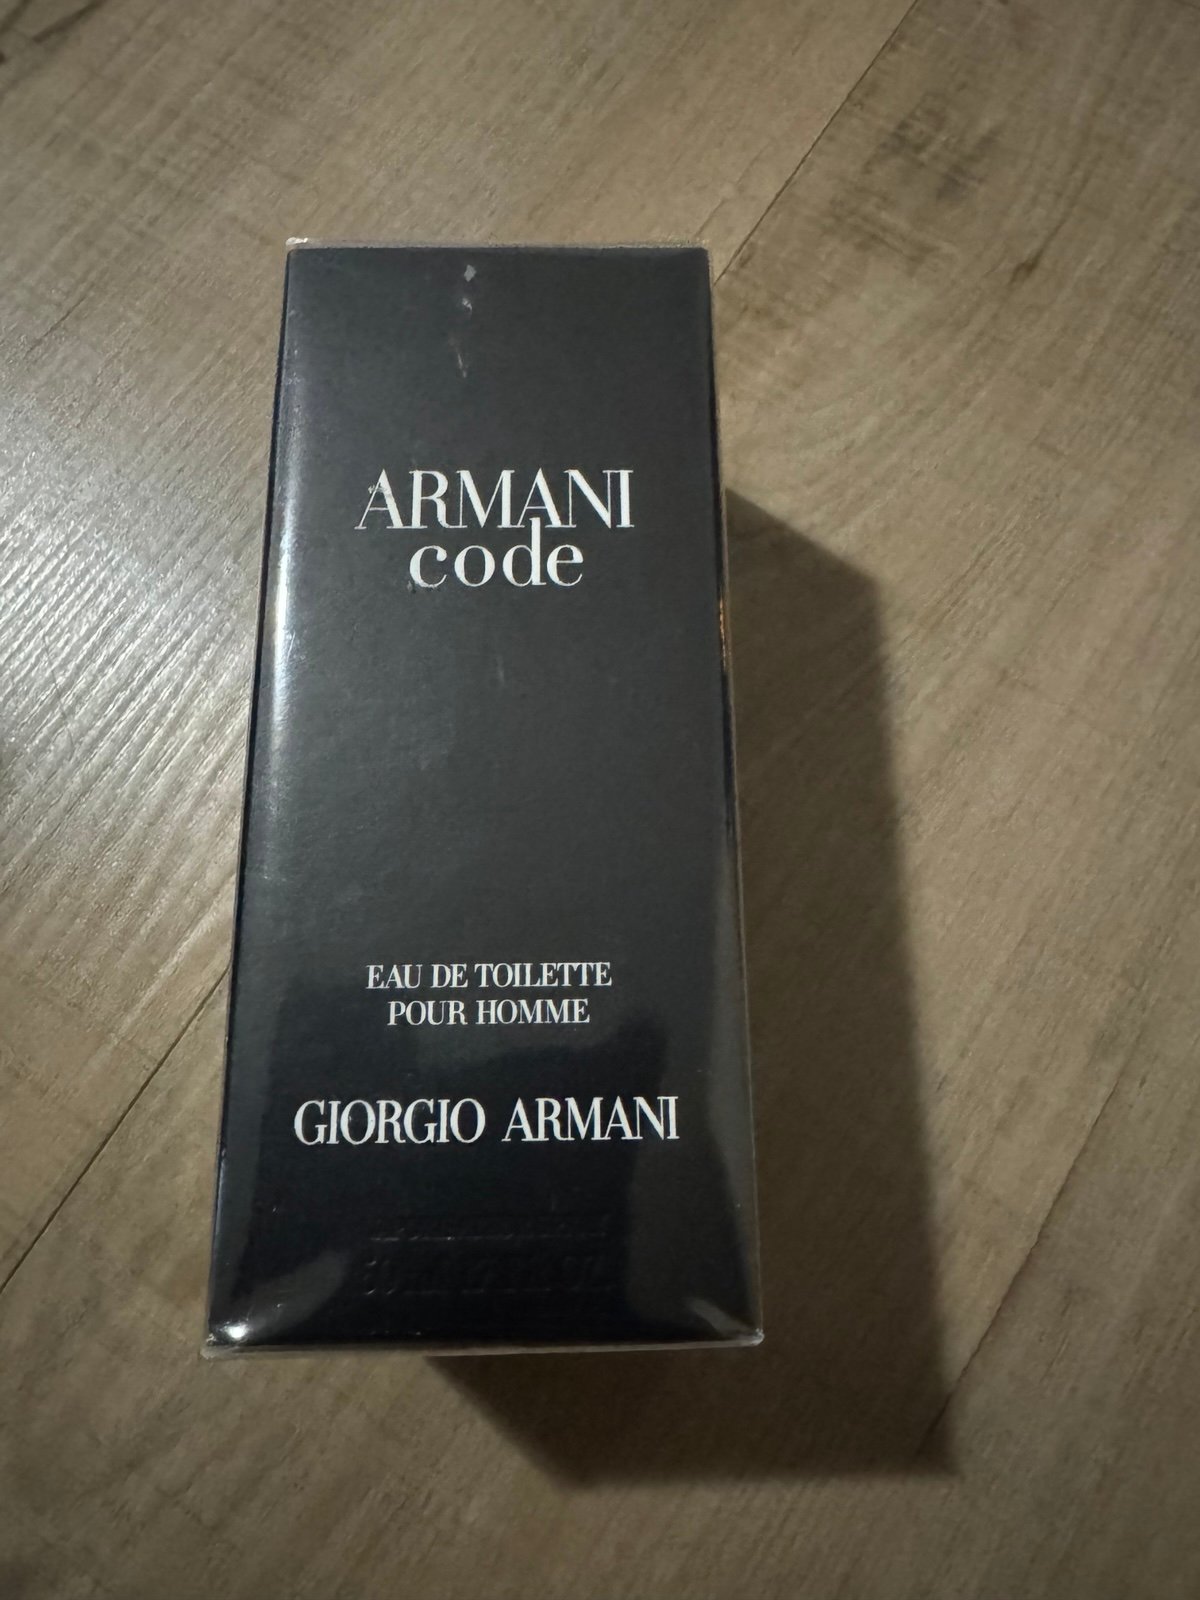 ARMANI
code
EAU DE TOILETTE
POUR HOMME
GIORGIO ARMANI